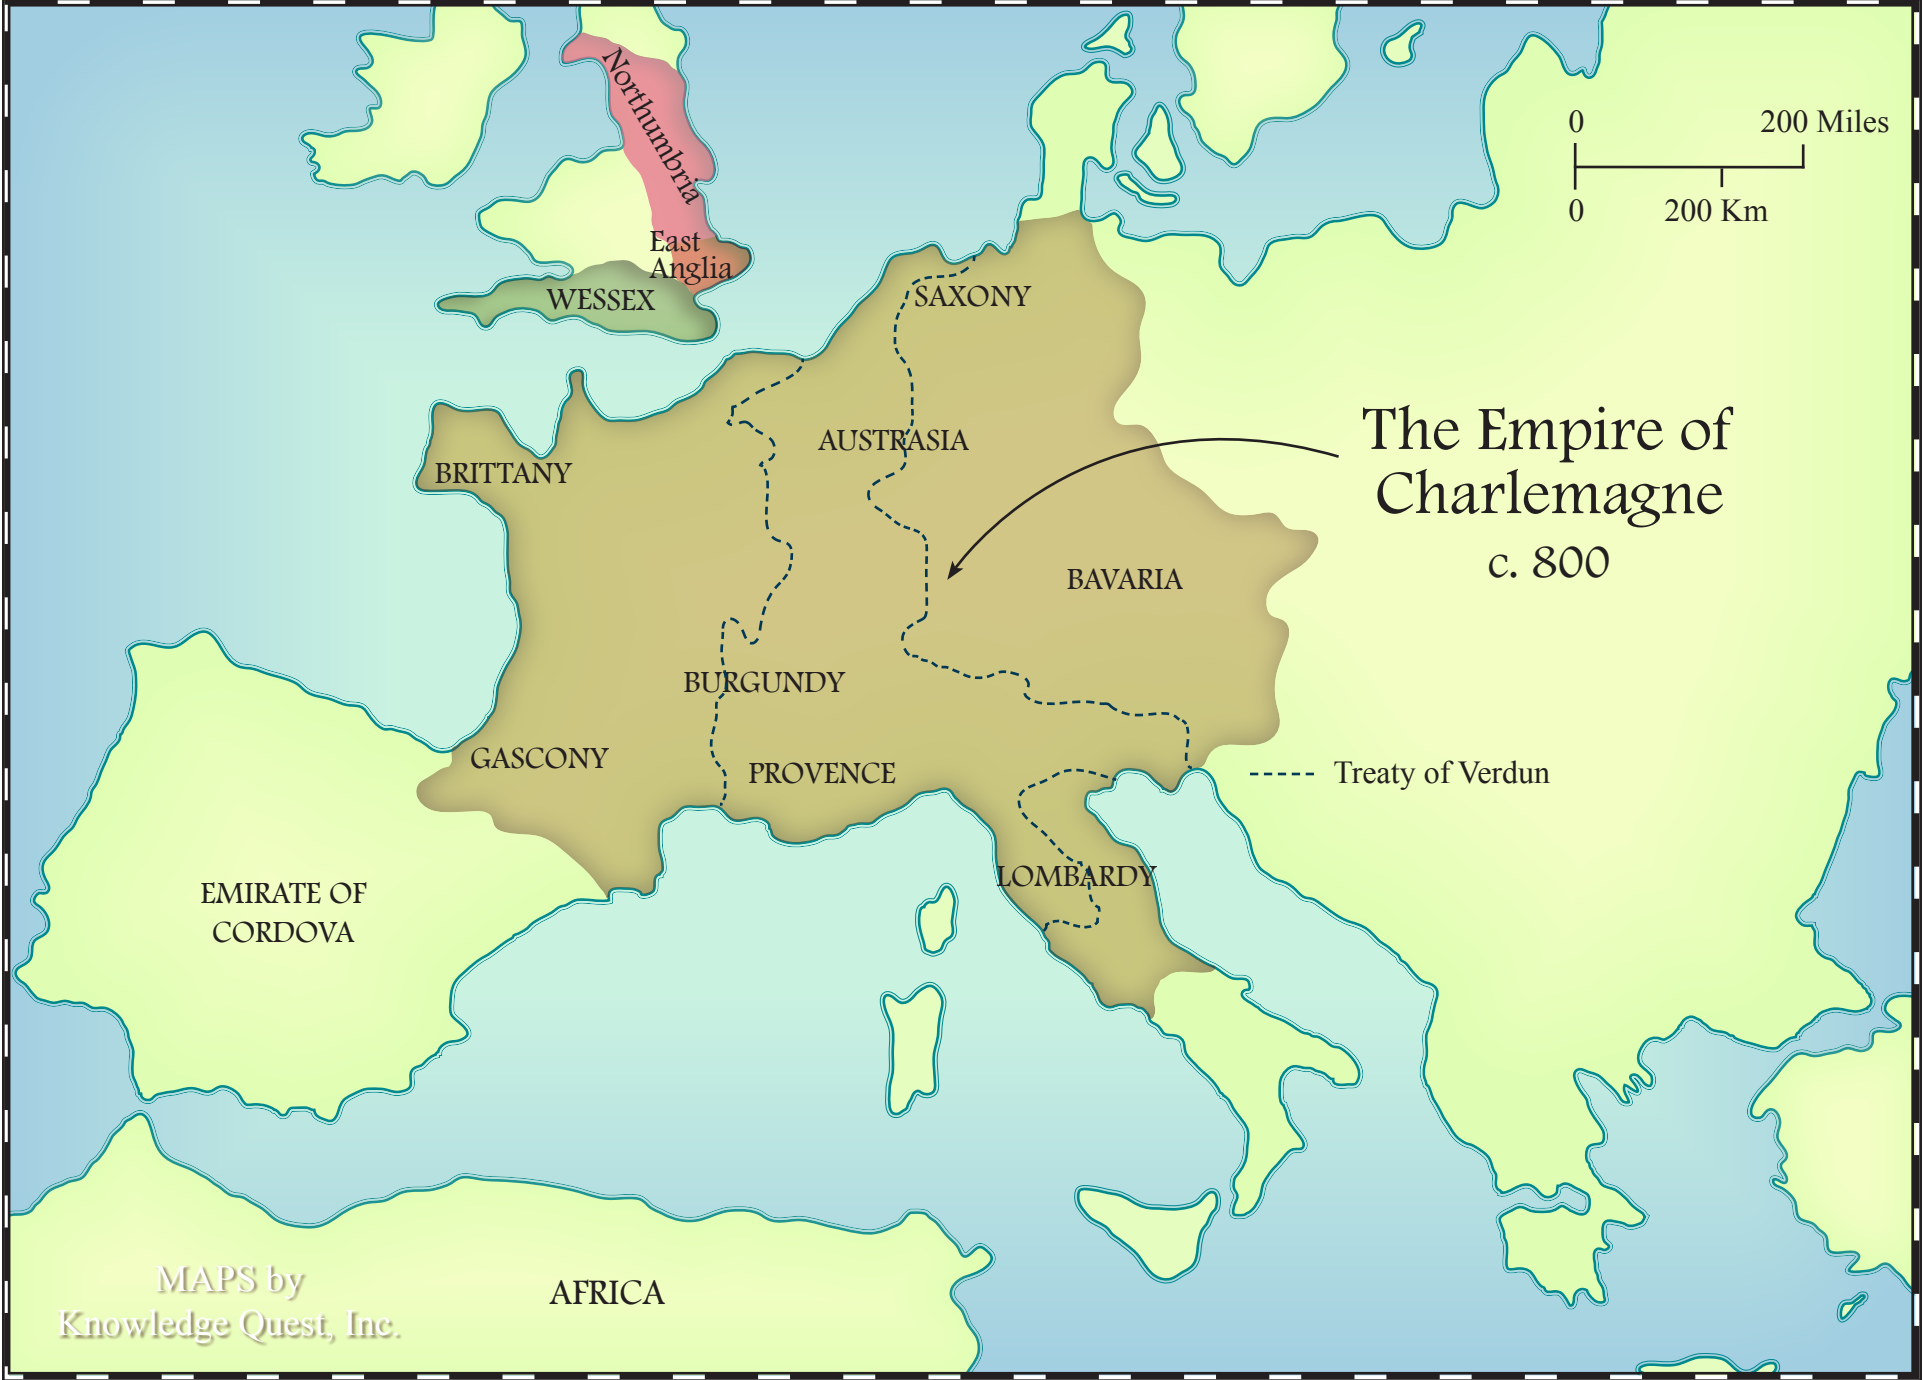 Northumbria
East
Anglia
WESSEX
0
200 Miles
0
200 Km
SAXONY
AUSTRASIA
BRITTANY
The Empire of
Charlemagne
c. 800
BAVARIA
BURGUNDY
GASCONY
PROVENCE
Treaty of Verdun
LOMBARDY
EMIRATE OF
CORDOVA
AFRICA
MAPS by
Knowledge Quest, Inc.